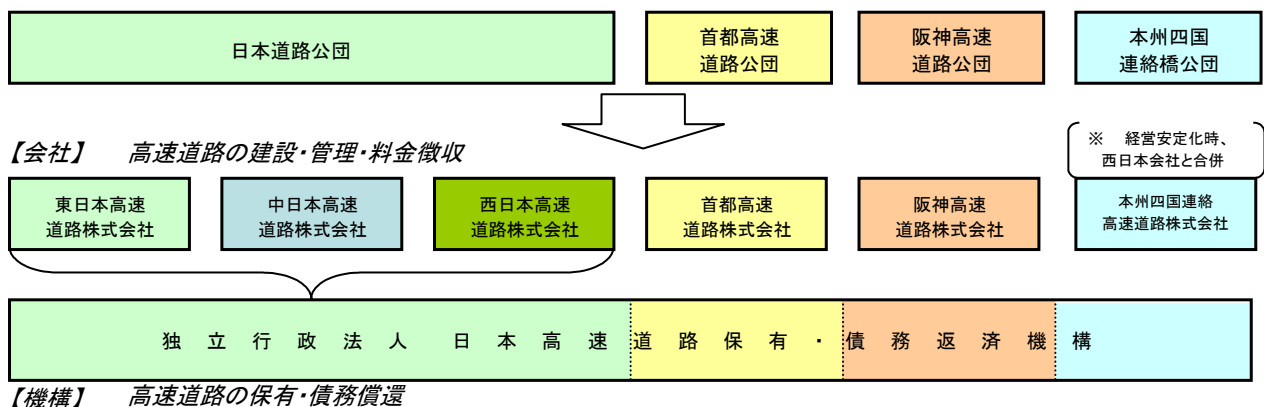 日本道路公団
首都高速
道路公団
阪神高速
道路公団
本州四国
連絡橋公団
【会社】 高速道路の建設・管理・料金徴収
※ 経営安定化時、
西日本会社と合併
東日本高速
道路株式会社
中日本高速
道路株式会社
西日本高速
道路株式会社
首都高速
道路株式会社
阪神高速
道路株式会社
本州四国連絡
高速道路株式会社
独立行政法人 日本高速道路保有・債務返済機構
【機構】 高速道路の保有・債務償還